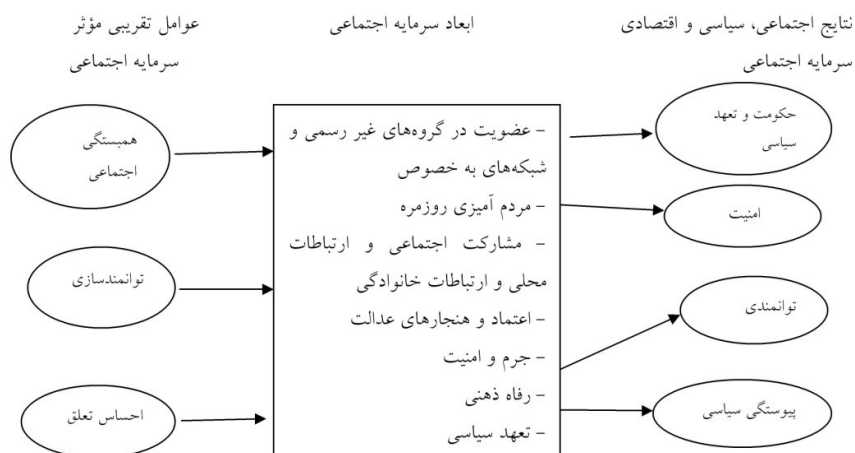 نتایج اجتماعی، سیاسی و اقتصادی
سرمایه اجتماعی
ابعاد سرمایه اجتماعی
عوامل تقریبی مؤثر
سرمایه اجتماعی
حکومت و تعهد
سیاسی
امنیت
توانمندی
پیوستگی سیاسی
– عضویت در گروه‌های غیر رسمی و
شبکه‌های به خصوص
– مردم آمیزی روزمره
– مشارکت اجتماعی و ارتباطات
محلی و ارتباطات خانوادگی
– اعتماد و هنجارهای عدالت
– جرم و امنیت
– رفاه ذهنی
– تعهد سیاسی
همبستگی
اجتماعی
توانمندسازی
احساس تعلق